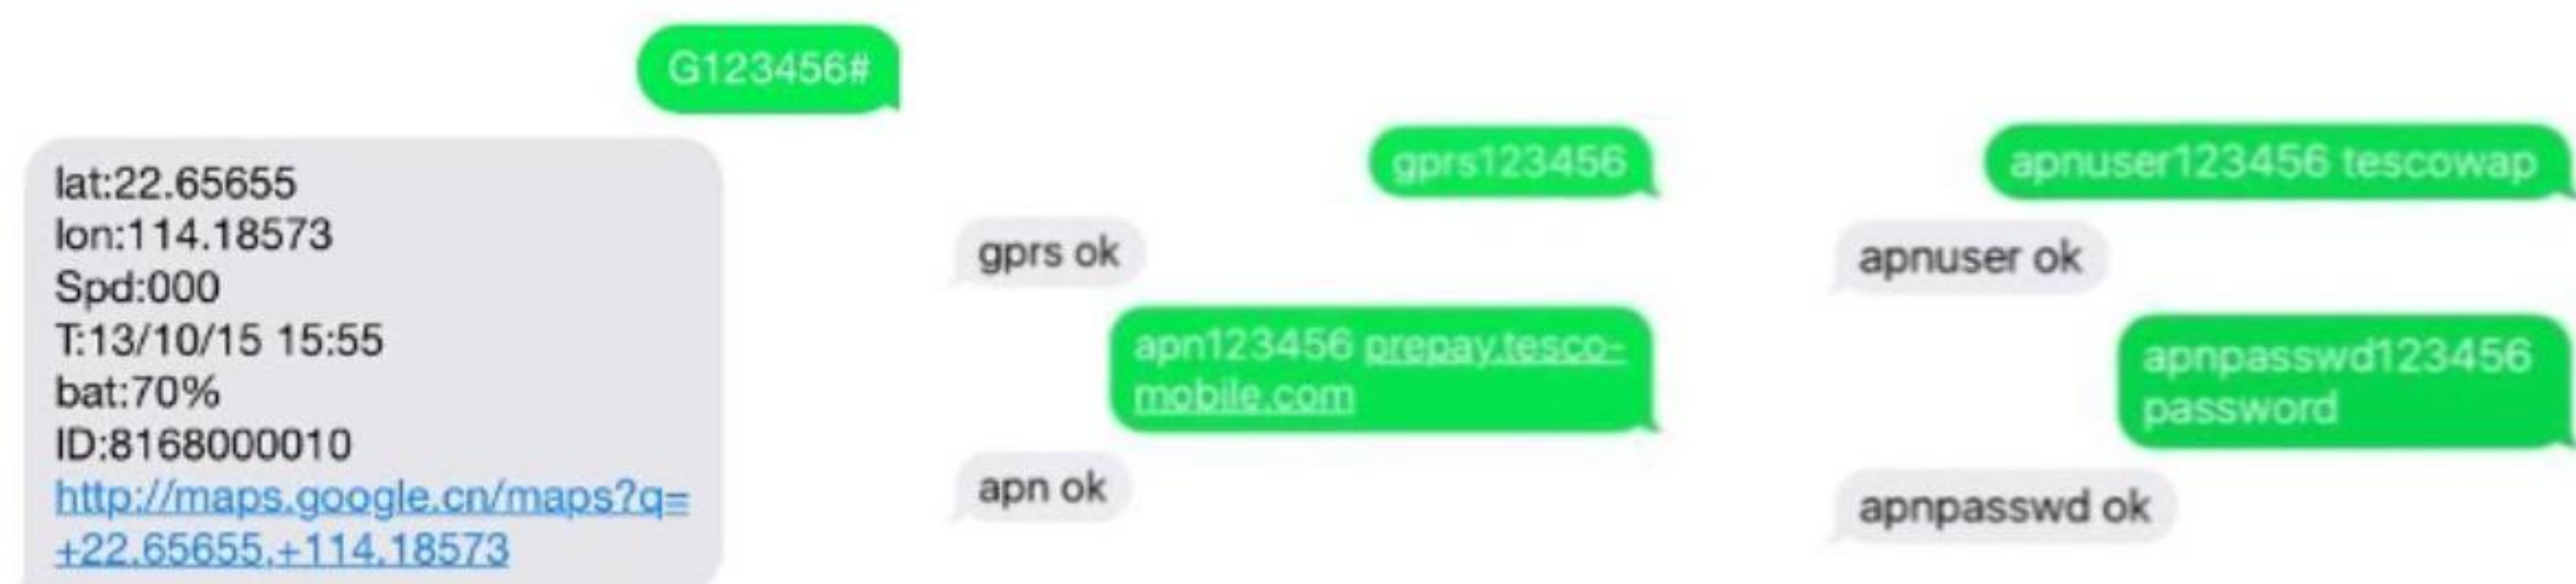 G123456#
lat:22.65655
lon:114.18573
Spd:000
T:13/10/15 15:55
bat:70%
ID:8168000010
http://maps.google.cn/maps?q=
+22.65655,+114.18573
gprs123456
gprs ok
apn123456 prepay.tesco-
mobile.com
apn ok
apnuser123456 tescowap
apnuser ok
apnpasswd123456
password
apnpasswd ok